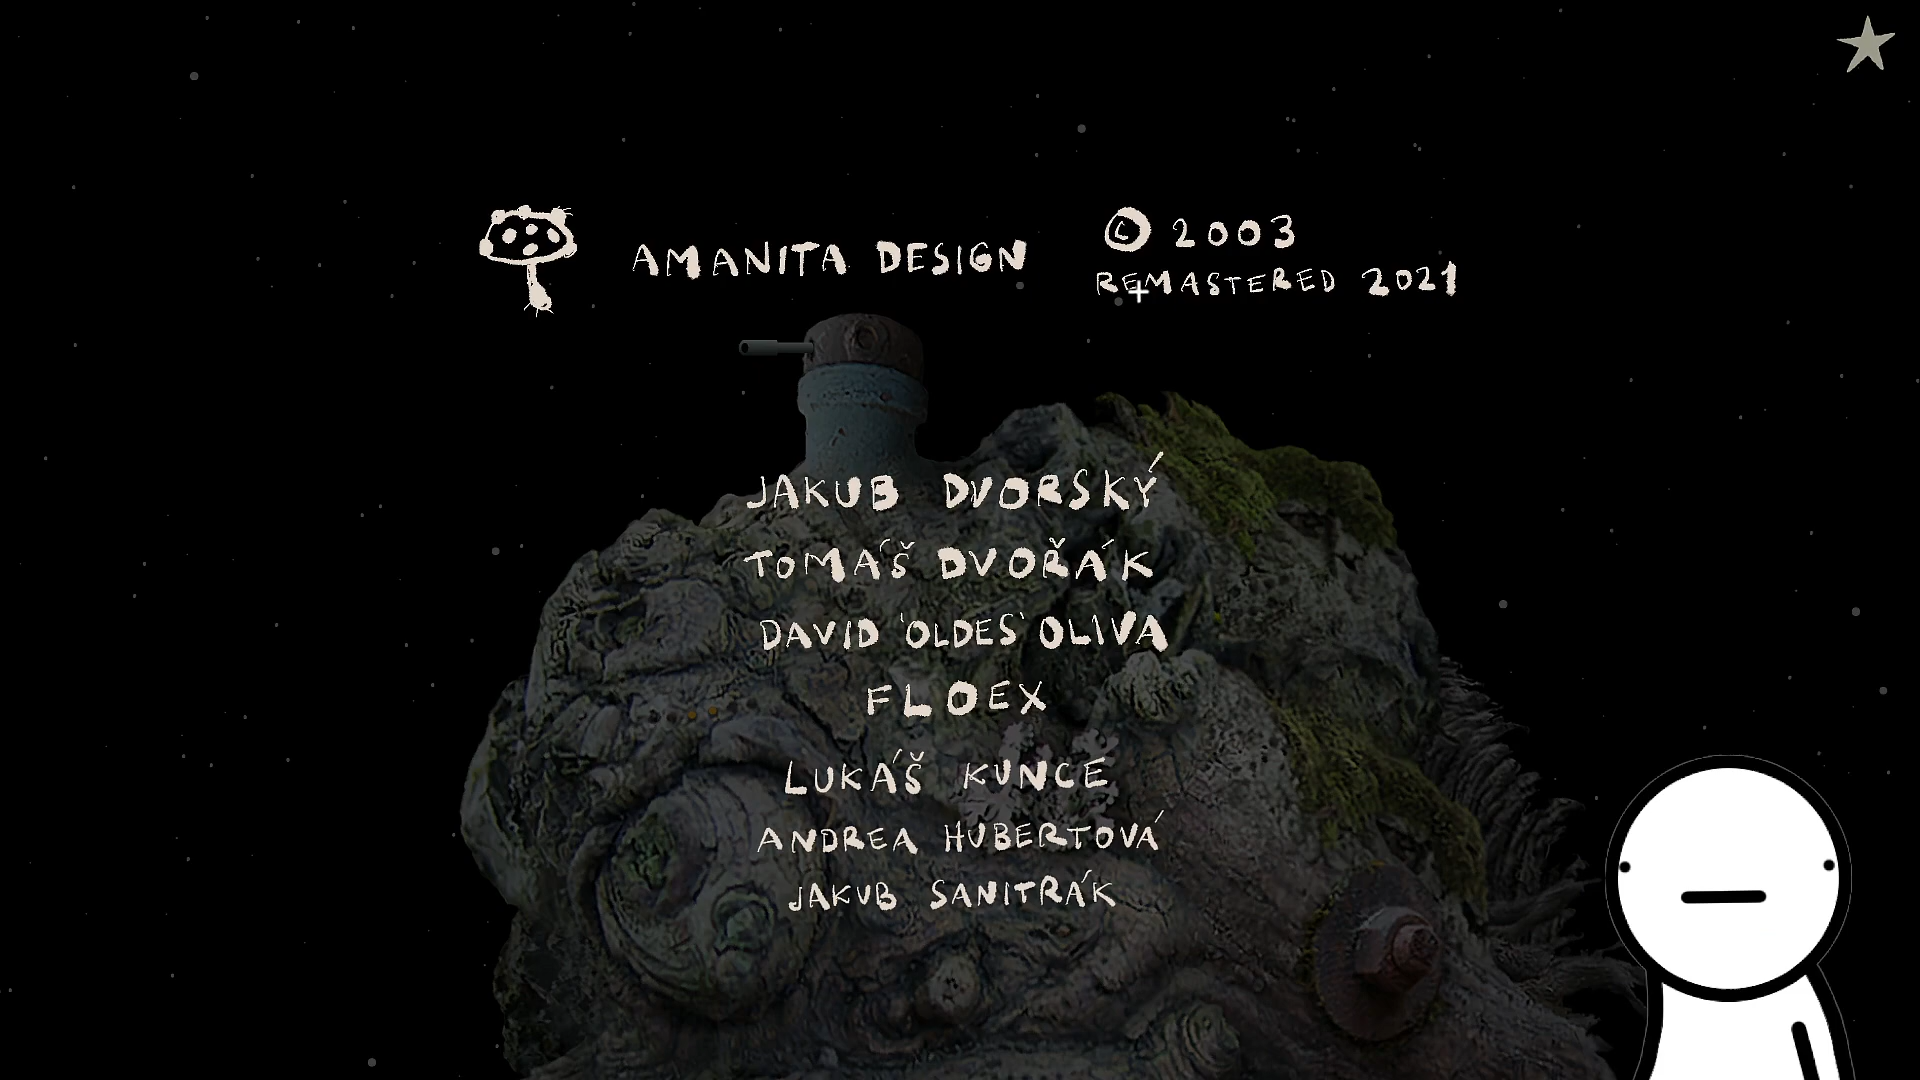 AMANITA DESIGN
© 2003
REMASTERED 2021
JAKUB DVORSKÝ
TOMÁŠ DVOŘÁK
DAVID 'OLDES' OLIVA
FLOEX
LUKÁŠ KUNCE
ANDREA HUBERTOVÁ
JAKUB SANITRÁK